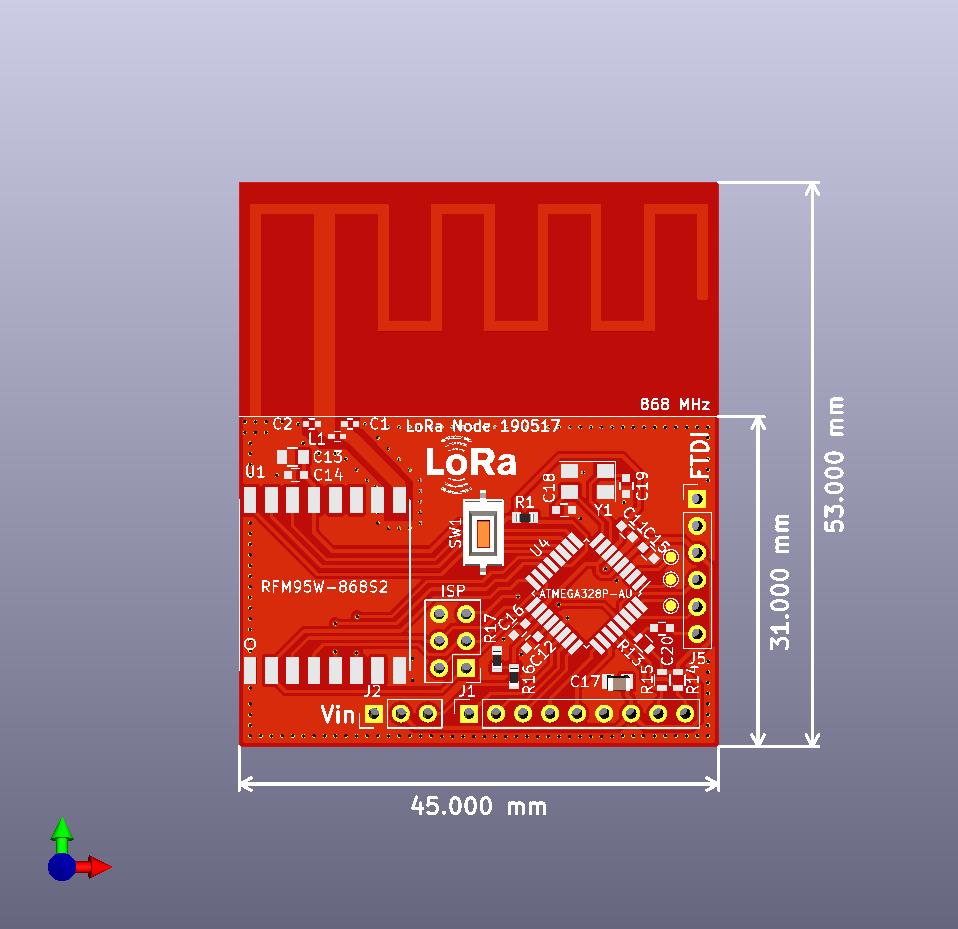 868 MHz
C2
C1
LoRa Node 190517
L1
FTDI
C13
LoRa
U1
C14
C18
C19
R1
Y1
SW1
C11
C15
U4
RFM95W-868S2
ISP
ATMEGA328P-AU
C16
R17
C12
R13
C20
J5
R16
C17
R15
R14
J2
J1
Vin
31.000 mm
53.000 mm
45.000 mm